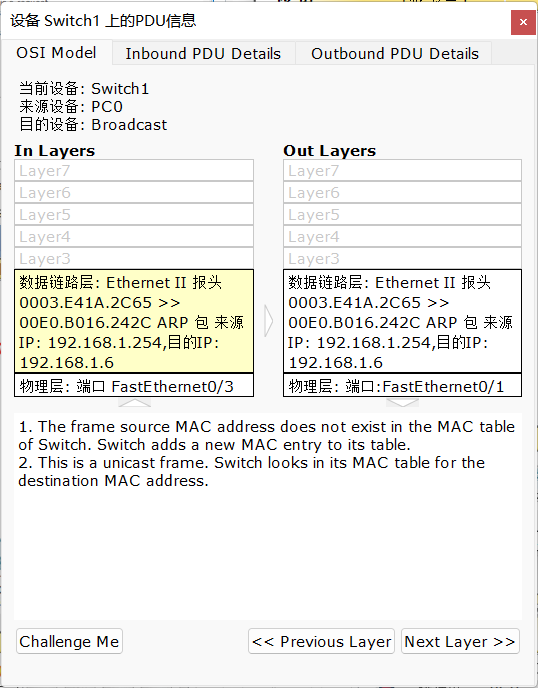 设备 Switch1 上的PDU信息
×
OSI Model Inbound PDU Details Outbound PDU Details
当前设备: Switch1
来源设备: PC0
目的设备: Broadcast
In Layers
Layer7
Layer6
Layer5
Layer4
Layer3
数据链路层: Ethernet II 报头
0003.E41A.2C65 >>
00E0.B016.242C ARP 包 来源
IP: 192.168.1.254,目的IP:
192.168.1.6
物理层: 端口 FastEthernet0/3
Out Layers
Layer7
Layer6
Layer5
Layer4
Layer3
数据链路层: Ethernet II 报头
0003.E41A.2C65 >>
00E0.B016.242C ARP 包 来源
IP: 192.168.1.254,目的IP:
192.168.1.6
物理层: 端口:FastEthernet0/1
1. The frame source MAC address does not exist in the MAC table
of Switch. Switch adds a new MAC entry to its table.
2. This is a unicast frame. Switch looks in its MAC table for the
destination MAC address.
Challenge Me << Previous Layer Next Layer >>